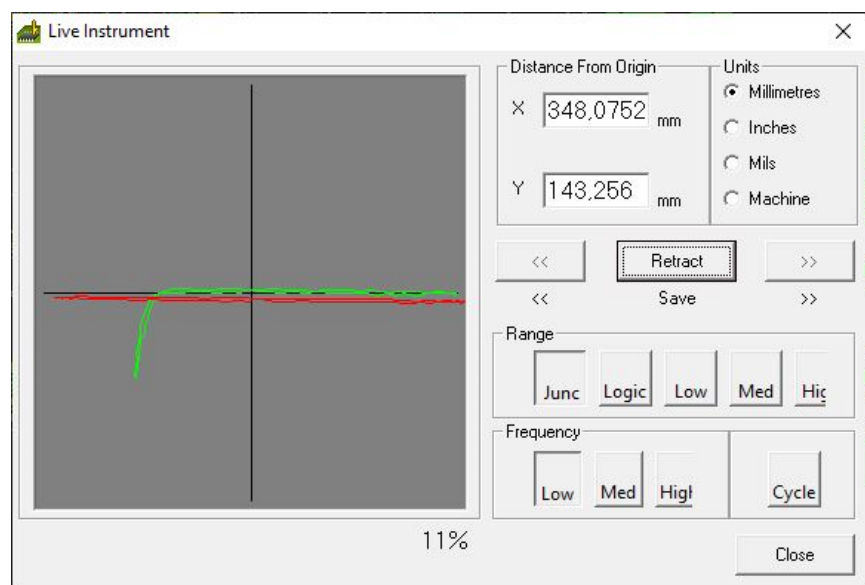 Live Instrument
Distance From Origin
X 348,0752 mm
Y 143,256 mm
Units
Millimetres
Inches
Mils
Machine
<< Retract >>
<< Save >>
Range
Junc Logic Low Med Hig
Frequency
Low Med High
Cycle
11%
Close